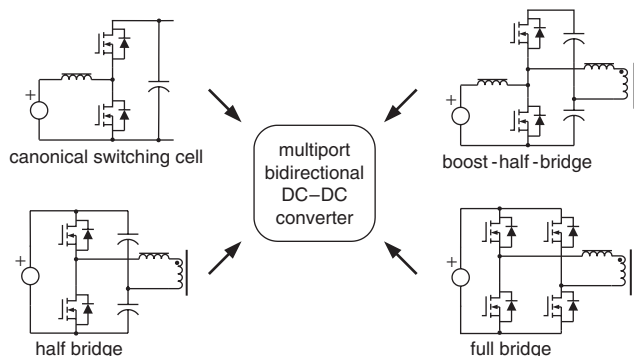 +
canonical switching cell
multiport
bidirectional
DC–DC
converter
+
boost-half-bridge
+
half bridge
+
full bridge